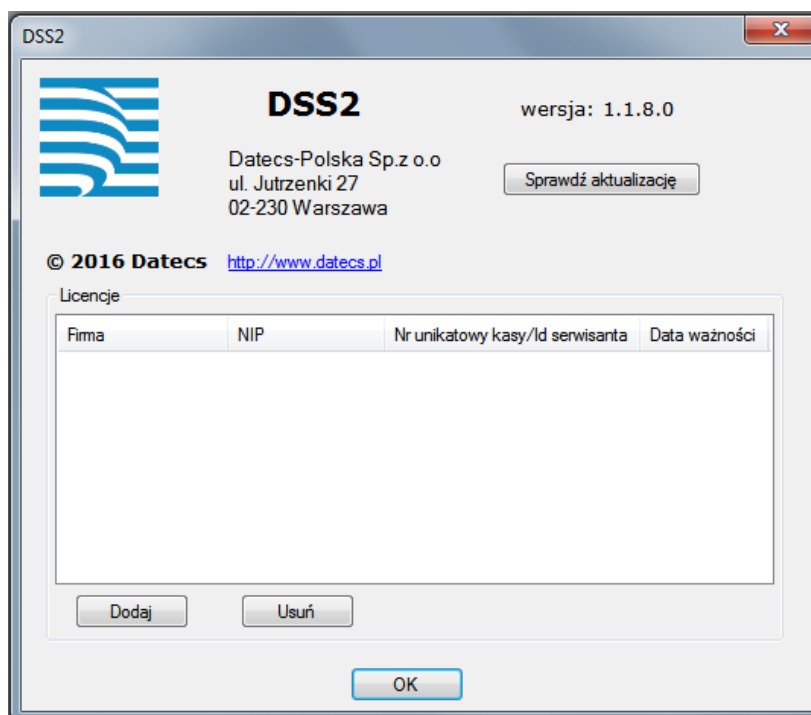 DSS2
DSS2
wersja: 1.1.8.0
Datecs-Polska Sp.z o.o
ul. Jutrzenki 27
02-230 Warszawa
Sprawdź aktualizację
© 2016 Datecs http://www.datecs.pl
Licencje
Firma NIP Nr unikatowy kasy/Id serwisanta Data ważności
Dodaj Usuń
OK